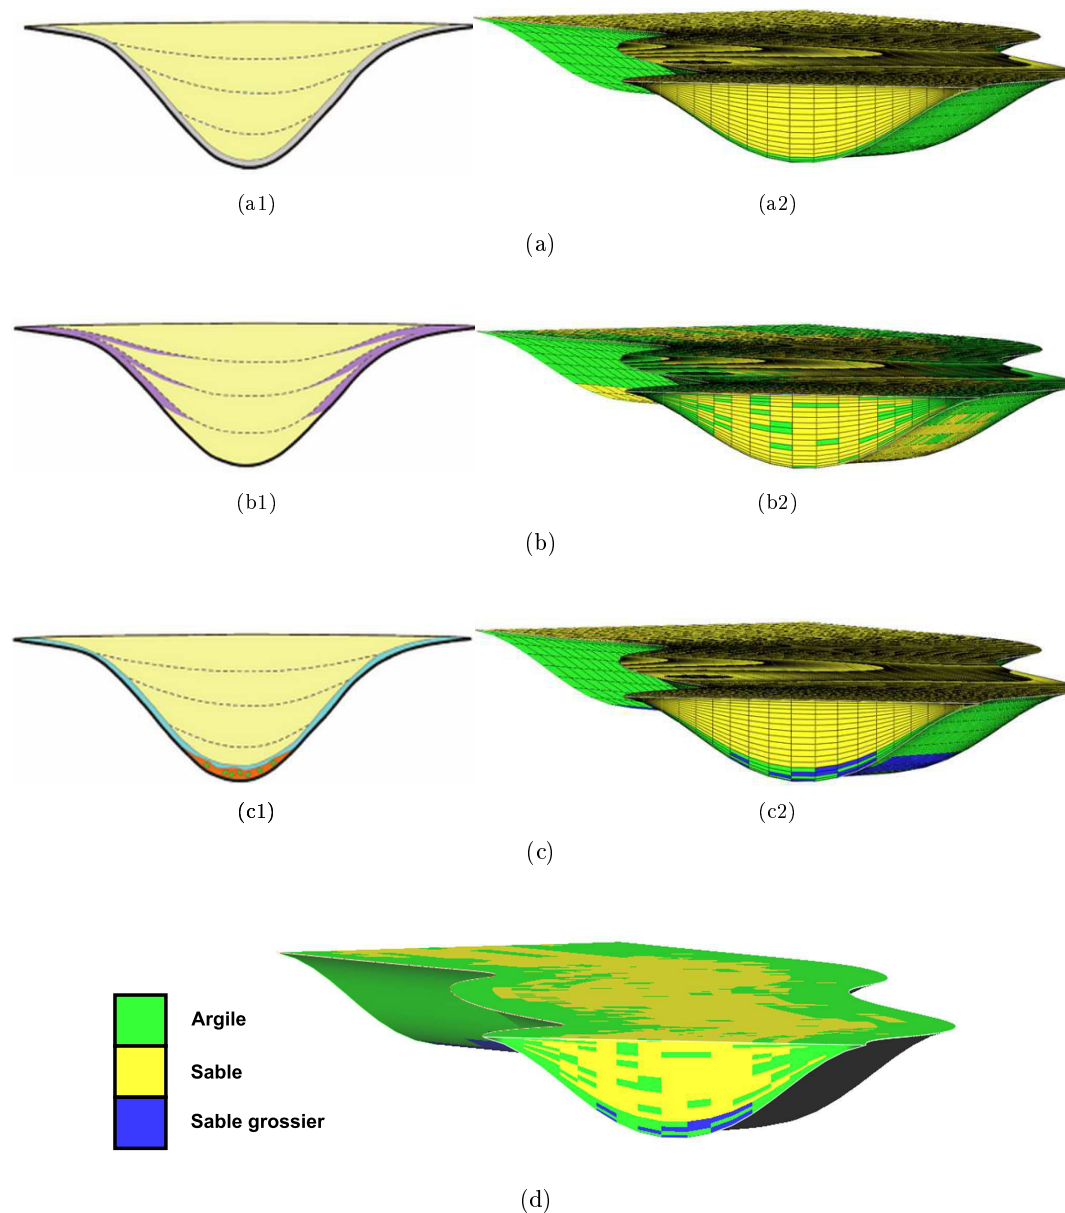 (a1) (a2)
(a)
(b1) (b2)
(b)
(c1) (c2)
(c)
Argile
Sable
Sable grossier
(d)